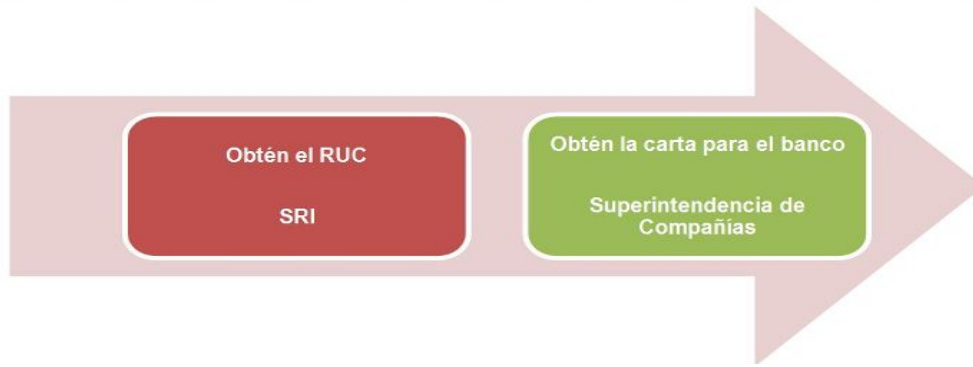 Obtén el RUC
SRI
Obtén la carta para el banco
Superintendencia de
Compañías